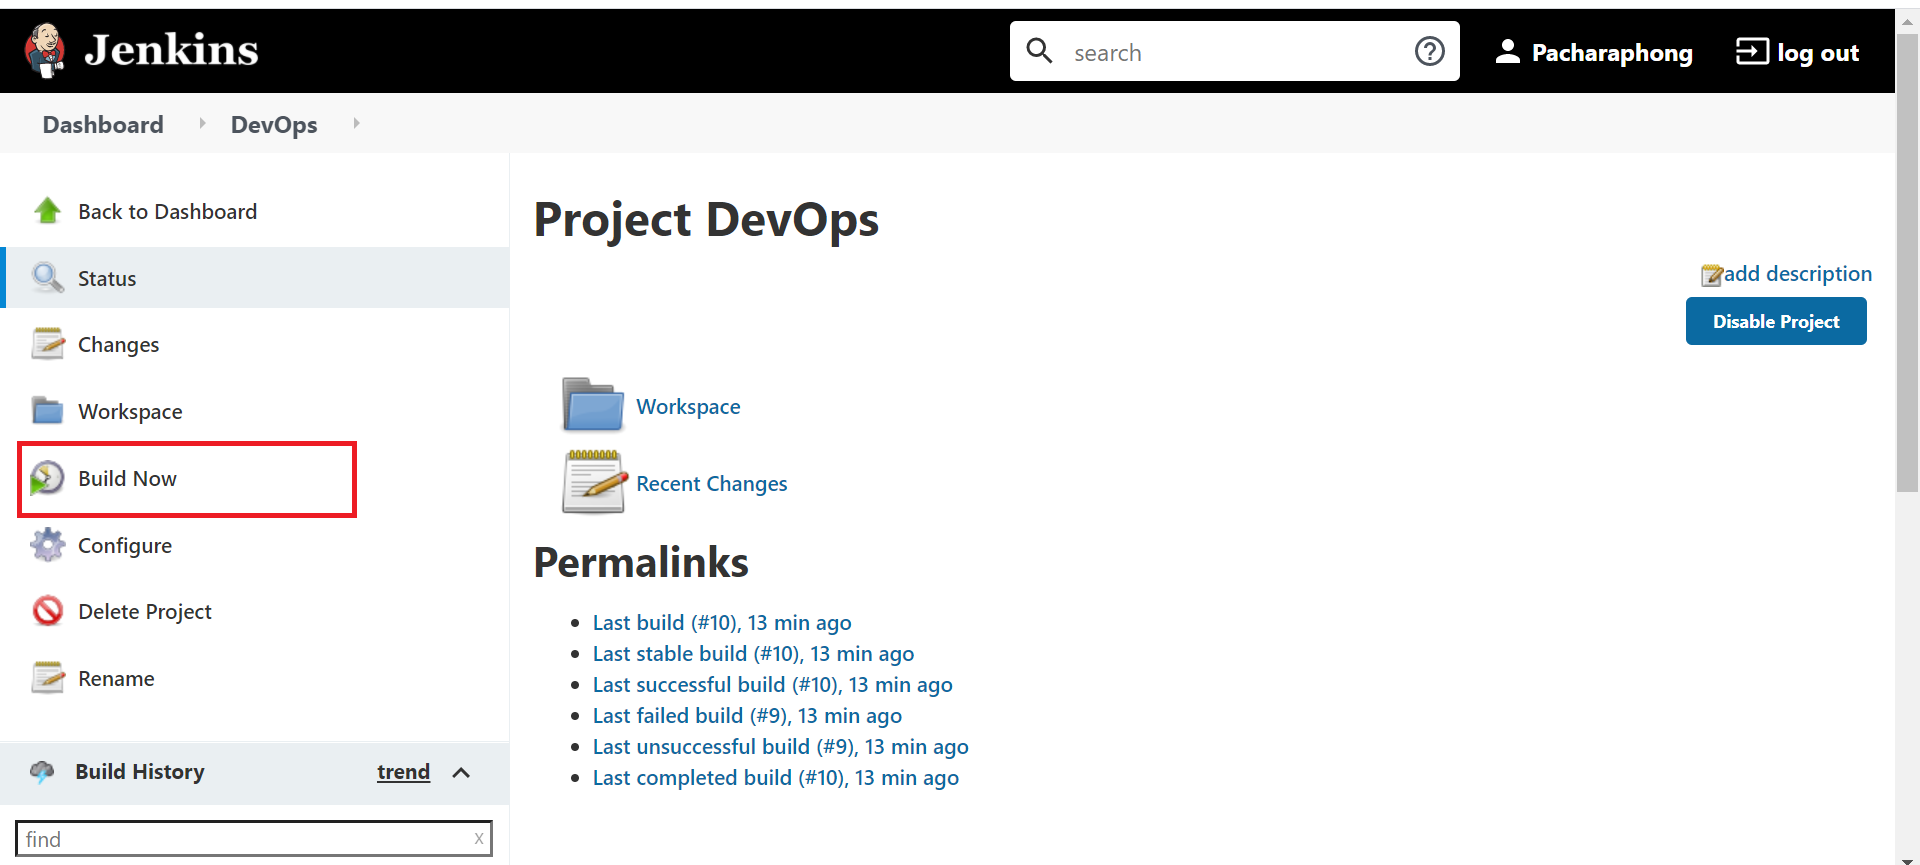 Jenkins
search
Pacharaphong
log out
Dashboard
DevOps
Back to Dashboard
Status
Changes
Workspace
Build Now
Configure
Delete Project
Rename
Build History
trend
find
x
Project DevOps
add description
Disable Project
Workspace
Recent Changes
Permalinks
Last build (#10), 13 min ago
Last stable build (#10), 13 min ago
Last successful build (#10), 13 min ago
Last failed build (#9), 13 min ago
Last unsuccessful build (#9), 13 min ago
Last completed build (#10), 13 min ago